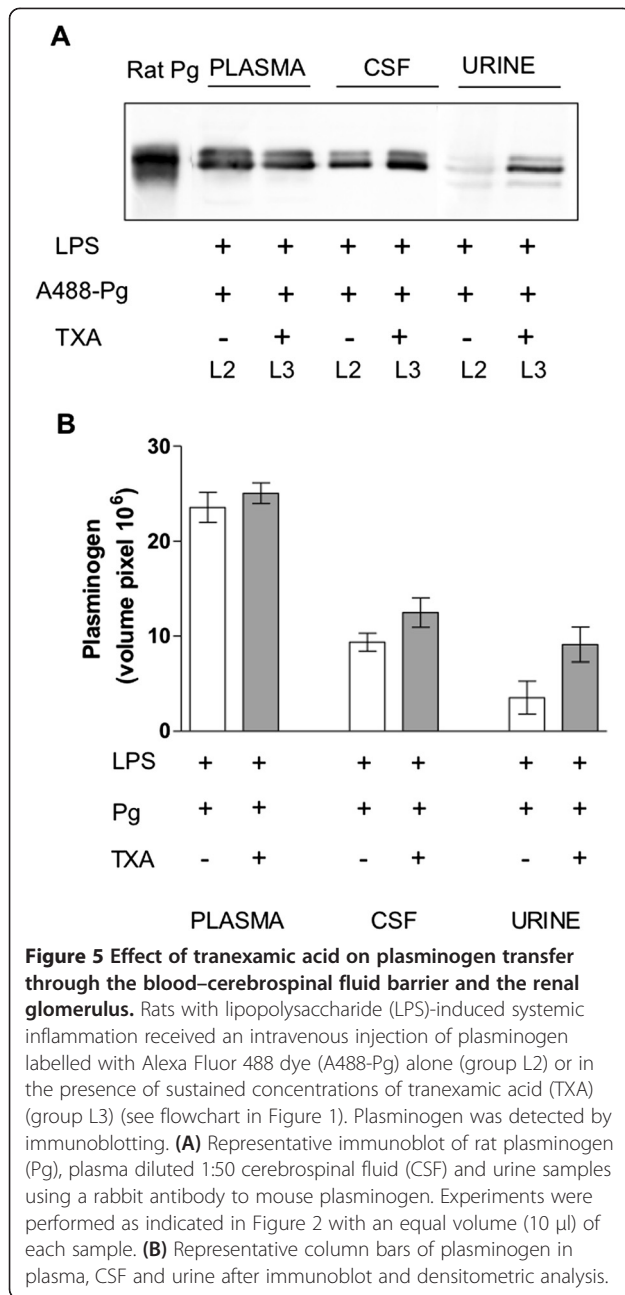 A
Rat Pg PLASMA CSF URINE
LPS + + + + + +
A488-Pg + + + + + +
TXA - + - + - +
L2 L3 L2 L3 L2 L3
B
Plasminogen
(volume pixel 10⁶)
30
20
10
0
LPS + + + + + +
Pg + + + + + +
TXA - + - + - +
PLASMA CSF URINE
Figure 5 Effect of tranexamic acid on plasminogen transfer
through the blood–cerebrospinal fluid barrier and the renal
glomerulus. Rats with lipopolysaccharide (LPS)-induced systemic
inflammation received an intravenous injection of plasminogen
labelled with Alexa Fluor 488 dye (A488-Pg) alone (group L2) or in
the presence of sustained concentrations of tranexamic acid (TXA)
(group L3) (see flowchart in Figure 1). Plasminogen was detected by
immunoblotting. (A) Representative immunoblot of rat plasminogen
(Pg), plasma diluted 1:50 cerebrospinal fluid (CSF) and urine samples
using a rabbit antibody to mouse plasminogen. Experiments were
performed as indicated in Figure 2 with an equal volume (10 μl) of
each sample. (B) Representative column bars of plasminogen in
plasma, CSF and urine after immunoblot and densitometric analysis.